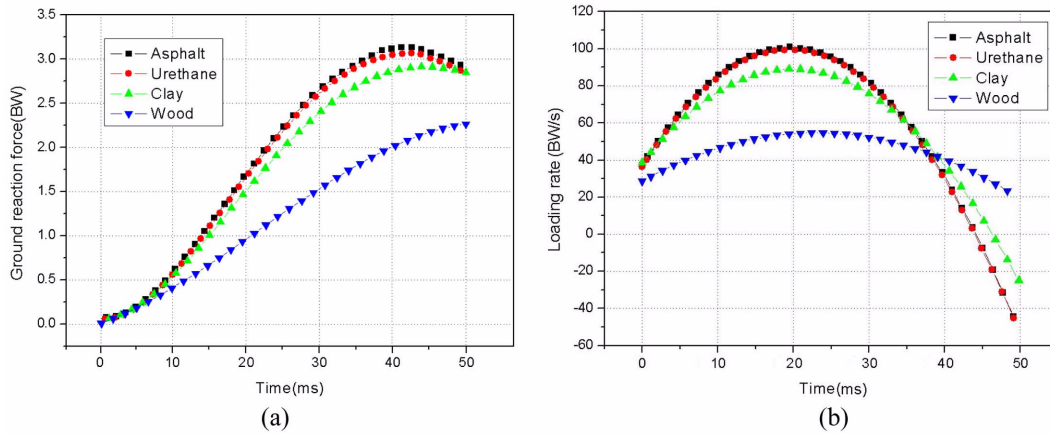 3.5
3.0
2.5
2.0
1.5
1.0
0.5
0.0
Ground reaction force(BW)
Asphalt
Urethane
Clay
Wood
0 10 20 30 40 50
Time(ms)
(a)
120
100
80
60
40
20
0
-20
-40
-60
Loading rate (BW/s)
Asphalt
Urethane
Clay
Wood
0 10 20 30 40 50
Time(ms)
(b)